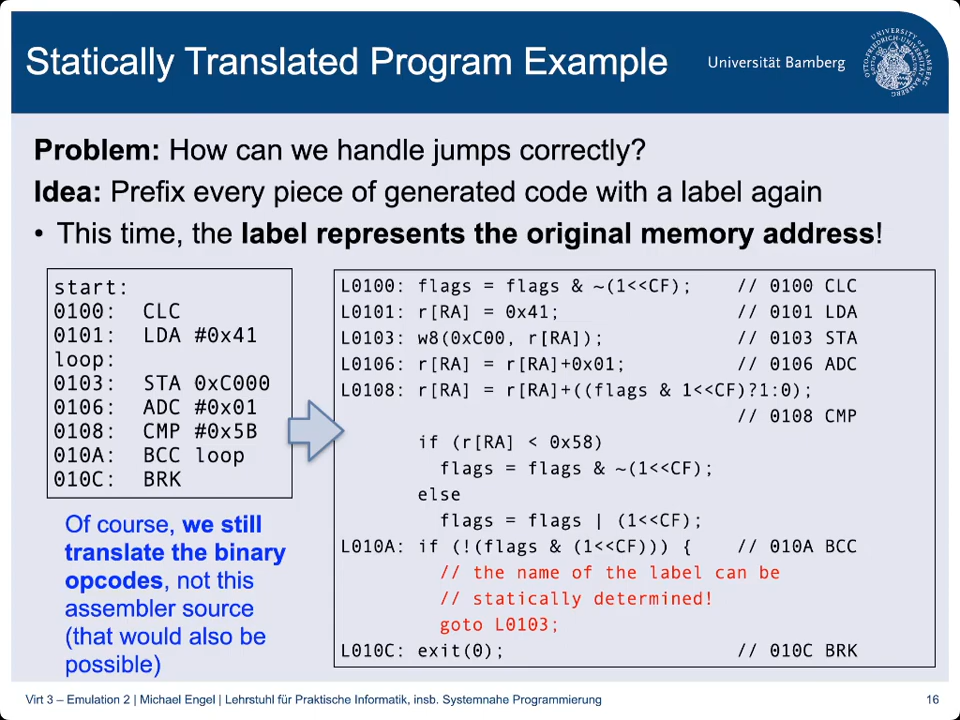 Statically Translated Program Example
Universität Bamberg
Problem: How can we handle jumps correctly?
Idea: Prefix every piece of generated code with a label again
• This time, the label represents the original memory address!
start:
0100: CLC
0101: LDA #0x41
loop:
0103: STA 0xC000
0106: ADC #0x01
0108: CMP #0x5B
010A: BCC loop
010C: BRK
Of course, we still
translate the binary
opcodes, not this
assembler source
(that would also be
possible)
L0100: flags = flags & ~(1<<CF); // 0100 CLC
L0101: r[RA] = 0x41; // 0101 LDA
L0103: w8(0xC00, r[RA]); // 0103 STA
L0106: r[RA] = r[RA]+0x01; // 0106 ADC
L0108: r[RA] = r[RA]+((flags & 1<<CF)?1:0);
// 0108 CMP
if (r[RA] < 0x58)
flags = flags & ~(1<<CF);
else
flags = flags | (1<<CF);
L010A: if (!(flags & (1<<CF))) { // 010A BCC
// the name of the label can be
// statically determined!
goto L0103;
L010C: exit(0); // 010C BRK
Virt 3 – Emulation 2 | Michael Engel | Lehrstuhl für Praktische Informatik, insb. Systemnahe Programmierung
16